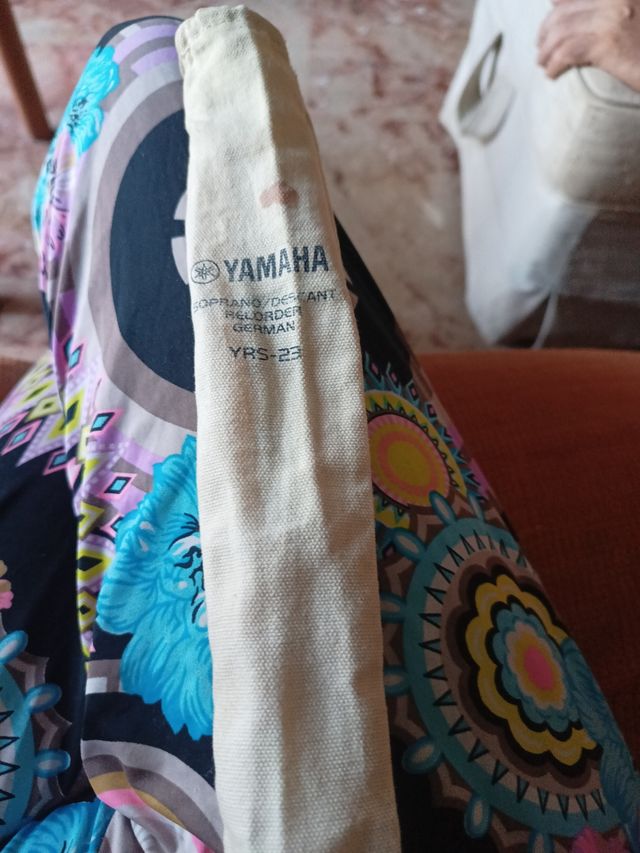 YAMAHA
SOPRANO/DESCANT
RECORDER
GERMAN
YRS-23